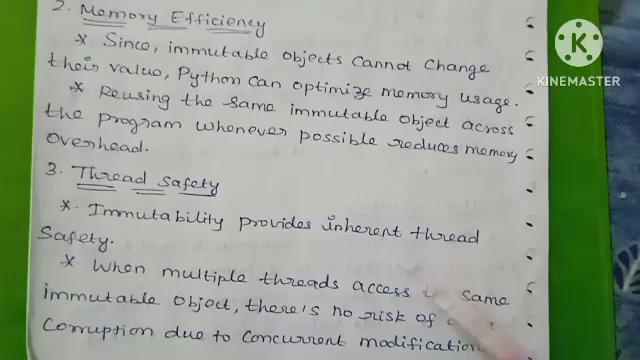 2. Memory Efficiency
* Since, immutable objects cannot change
their value, Python can optimize memory usage.
* Reusing the same immutable object across
the program whenever possible reduces memory
overhead.
3. Thread Safety
* Immutability provides inherent thread
Safety.
* When multiple threads access same
immutable object, there's no risk of
Corruption due to concurrent modification
KINEMASTER